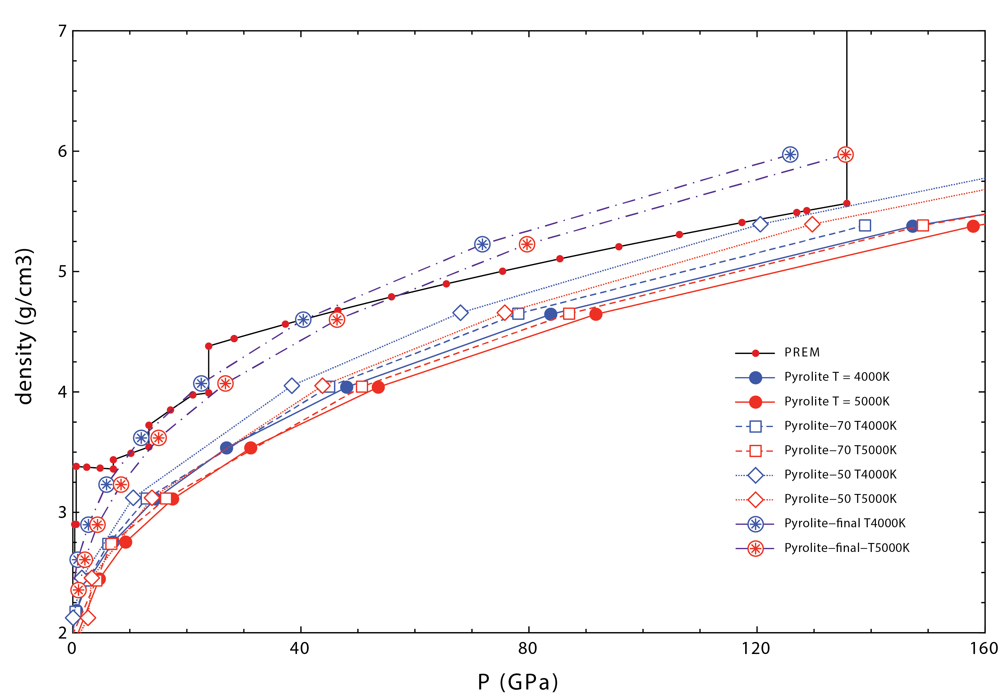 7
6
5
4
3
2
density (g/cm3)
0
40
80
120
160
P (GPa)
PREM
Pyrolite T = 4000K
Pyrolite T = 5000K
Pyrolite–70 T4000K
Pyrolite–70 T5000K
Pyrolite–50 T4000K
Pyrolite–50 T5000K
Pyrolite–final T4000K
Pyrolite–final–T5000K